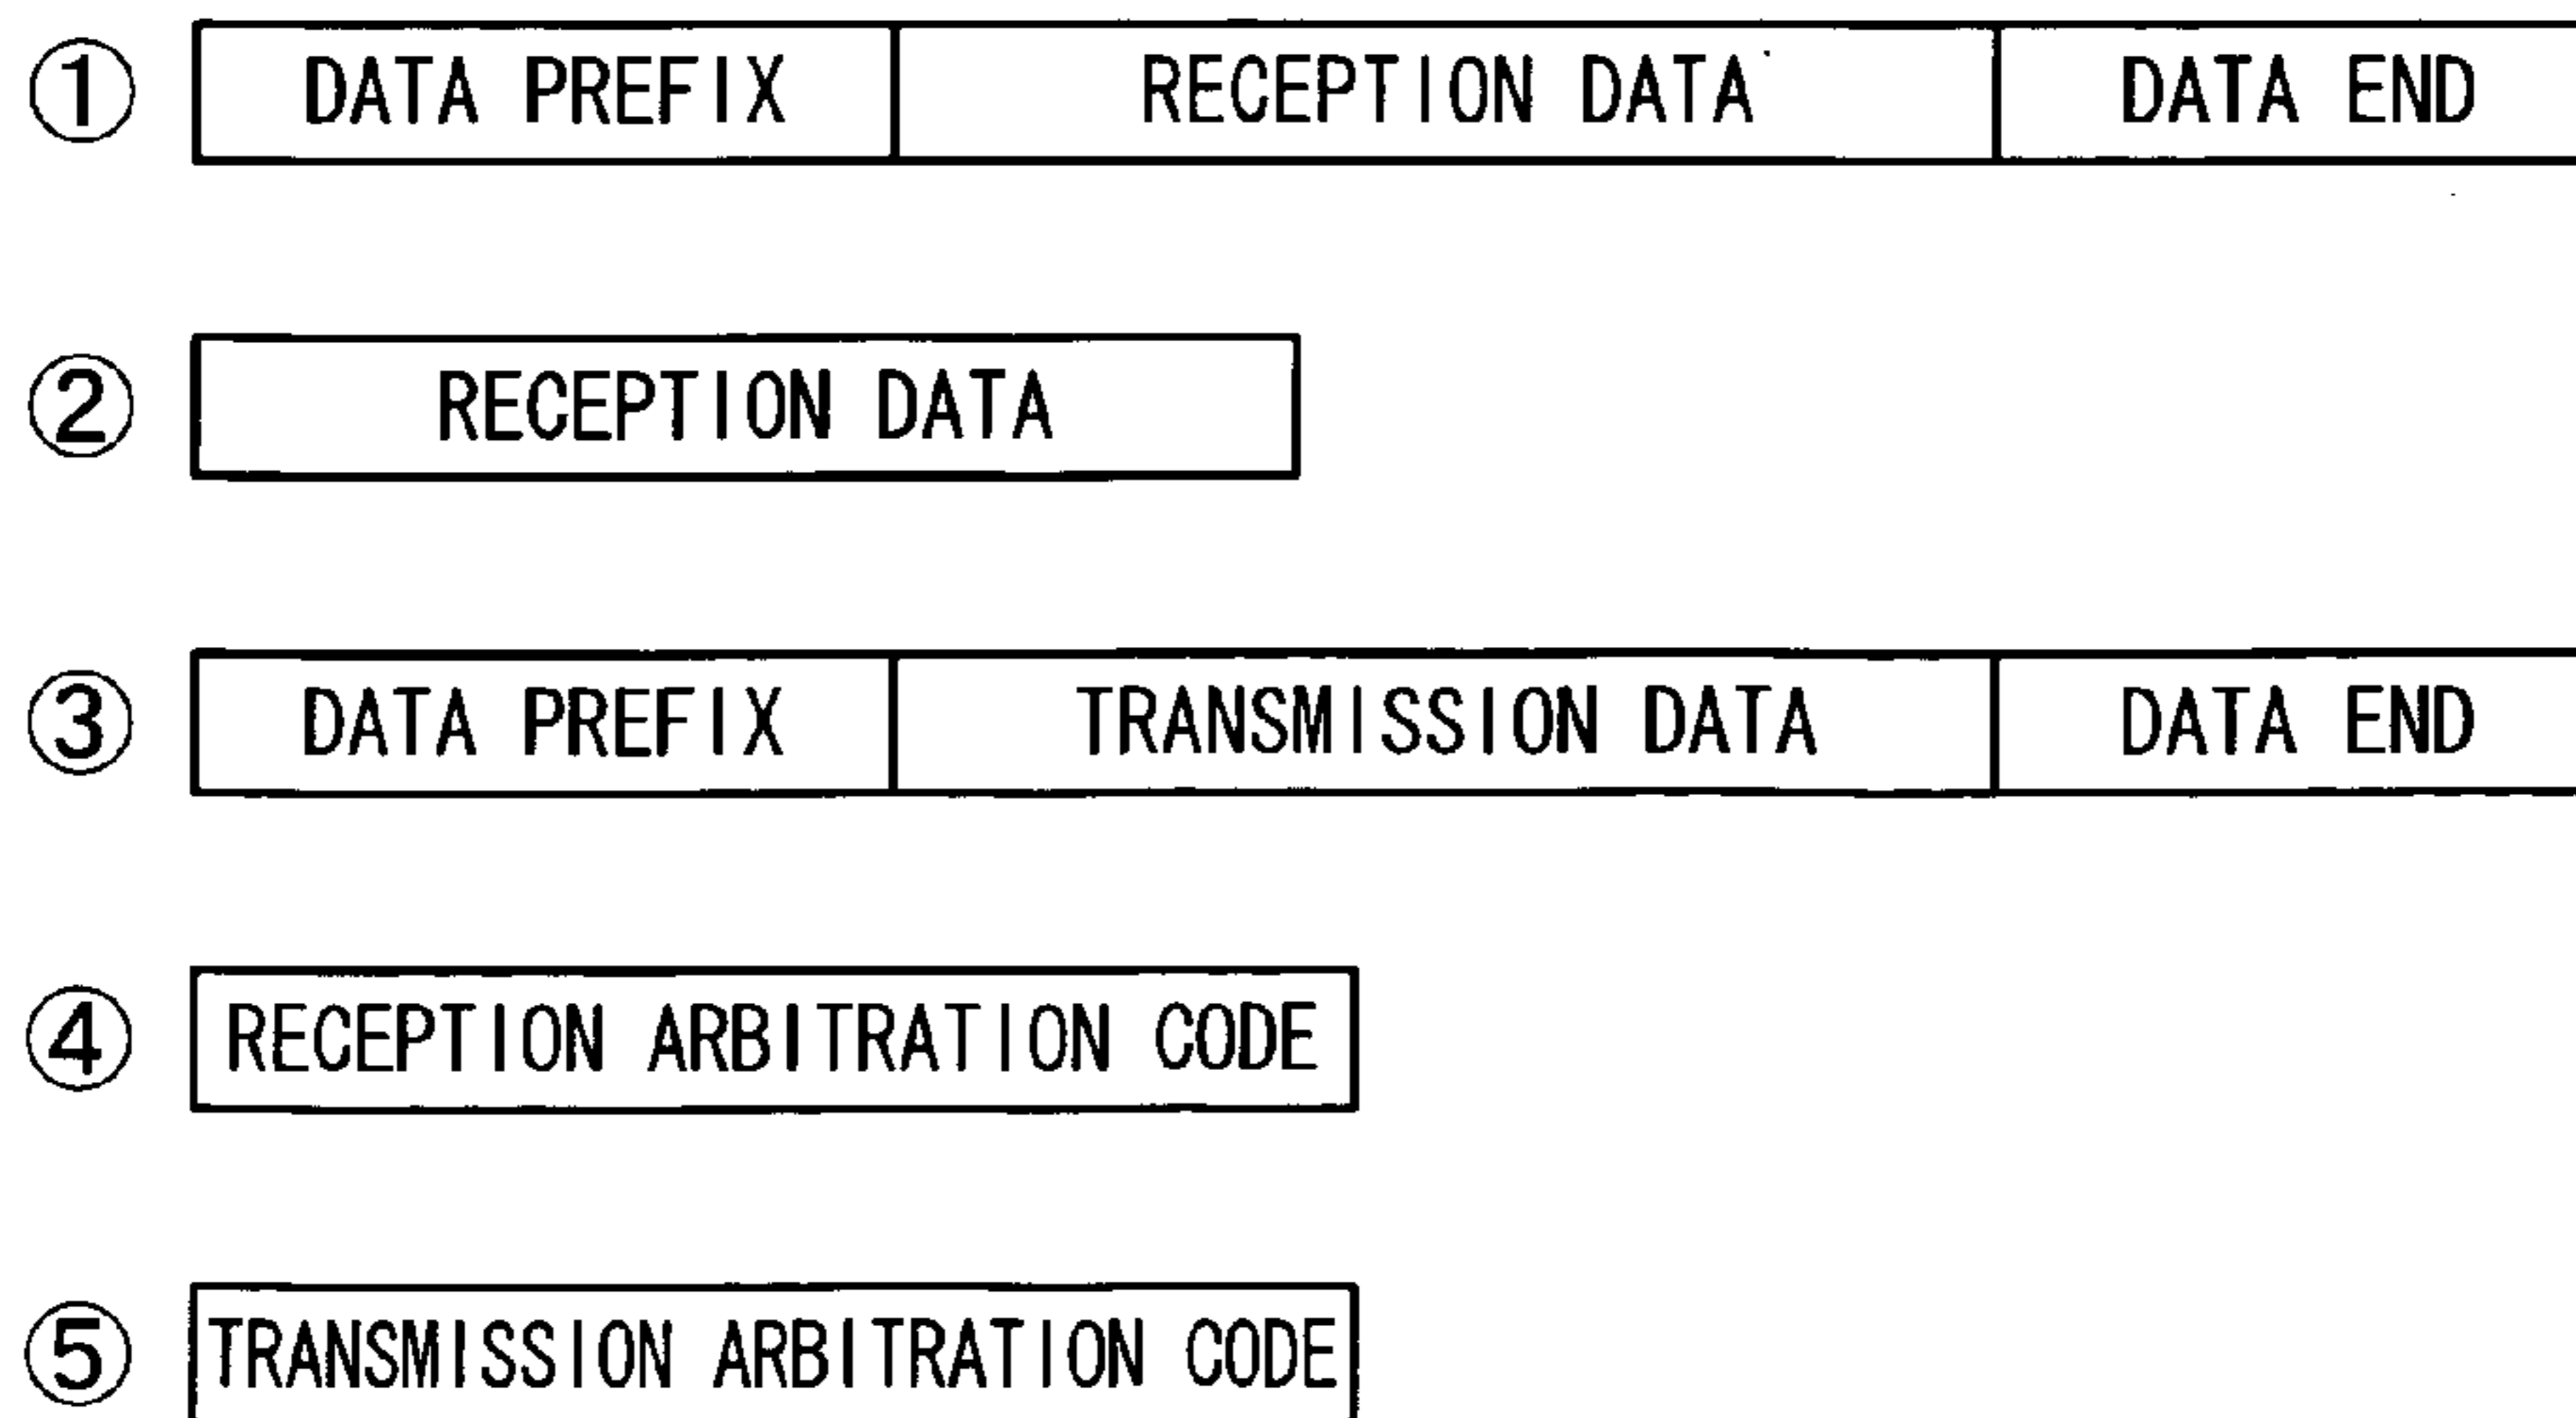 ① DATA PREFIX RECEPTION DATA DATA END
② RECEPTION DATA
③ DATA PREFIX TRANSMISSION DATA DATA END
④ RECEPTION ARBITRATION CODE
⑤ TRANSMISSION ARBITRATION CODE